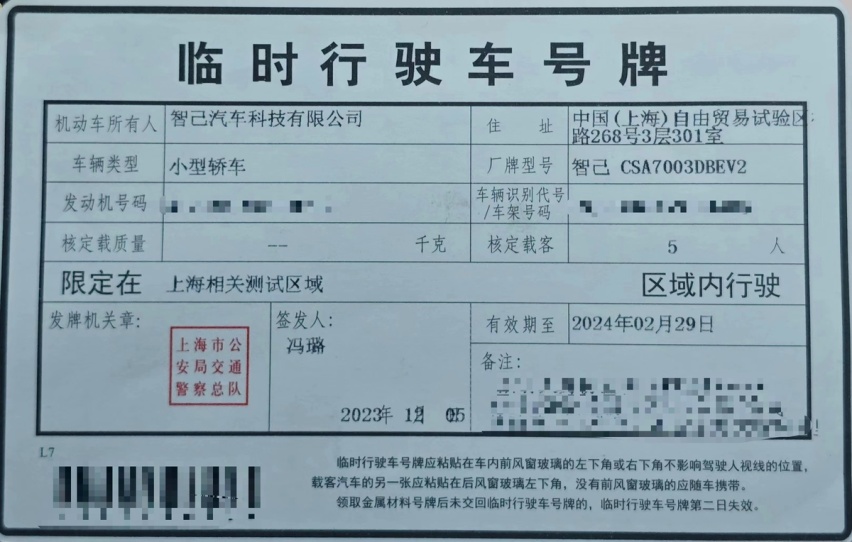 临时行驶车号牌
机动车所有人 智己汽车科技有限公司 住 址 中国(上海)自由贸易试验区
路268号3层301室
车辆类型 小型轿车 厂牌型号 智己 CSA7003DBEV2
发动机号码 车辆识别代号
/车架号码
核定载质量 -- 千克 核定载客 5 人
限定在 上海相关测试区域 区域内行驶
发牌机关章: 签发人: 有效期至 2024年02月29日
上海市公
安局交通
警察总队
冯璐
2023年 12月 05
备注:
L7
临时行驶车号牌应粘贴在车内前风窗玻璃的左下角或右下角不影响驾驶人视线的位置,
载客汽车的另一张应粘贴在后风窗玻璃左下角,没有前风窗玻璃的应随车携带。
领取金属材料号牌后未交回临时行驶车号牌的,临时行驶车号牌第二日失效。